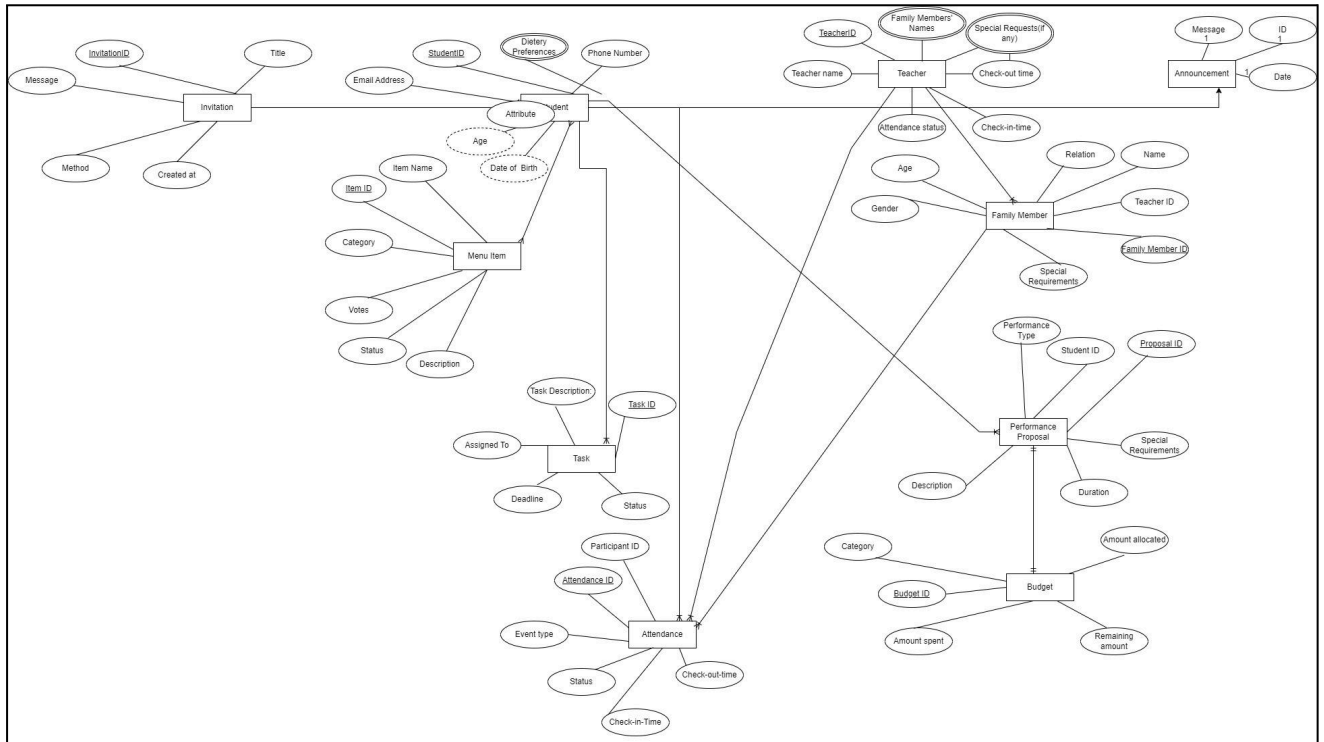 InvitationID
Title
Message
Invitation
Method
Created at
StudentID
Dietery
Preferences
Phone Number
Email Address
udent
Attribute
Age
Date of Birth
Item Name
Item ID
Category
Menu Item
Votes
Status
Description
TeacherID
Family Members'
Names
Special Requests(if
any)
Teacher name
Teacher
Check-out time
Attendance status
Check-in-time
Message
1
ID
1
Announcement
1
Date
Relation
Name
Age
Gender
Family Member
Teacher ID
Family Member ID
Special
Requirements
Performance
Type
Student ID
Proposal ID
Performance
Proposal
Special
Requirements
Description
Duration
Task Description:
Task ID
Assigned To
Task
Deadline
Status
Participant ID
Attendance ID
Event type
Attendance
Status
Check-out-time
Check-in-Time
Category
Amount allocated
Budget ID
Budget
Amount spent
Remaining
amount